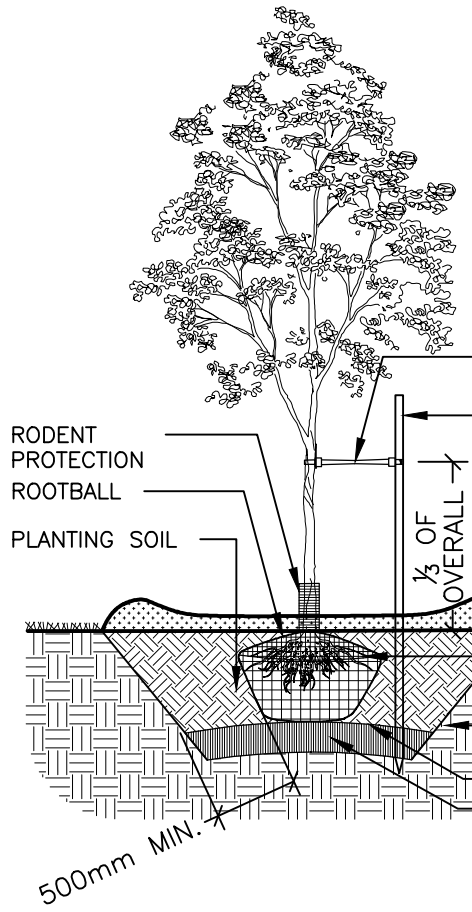 RODENT
PROTECTION
ROOTBALL
PLANTING SOIL
⅓ OF
OVERALL
500mm MIN.